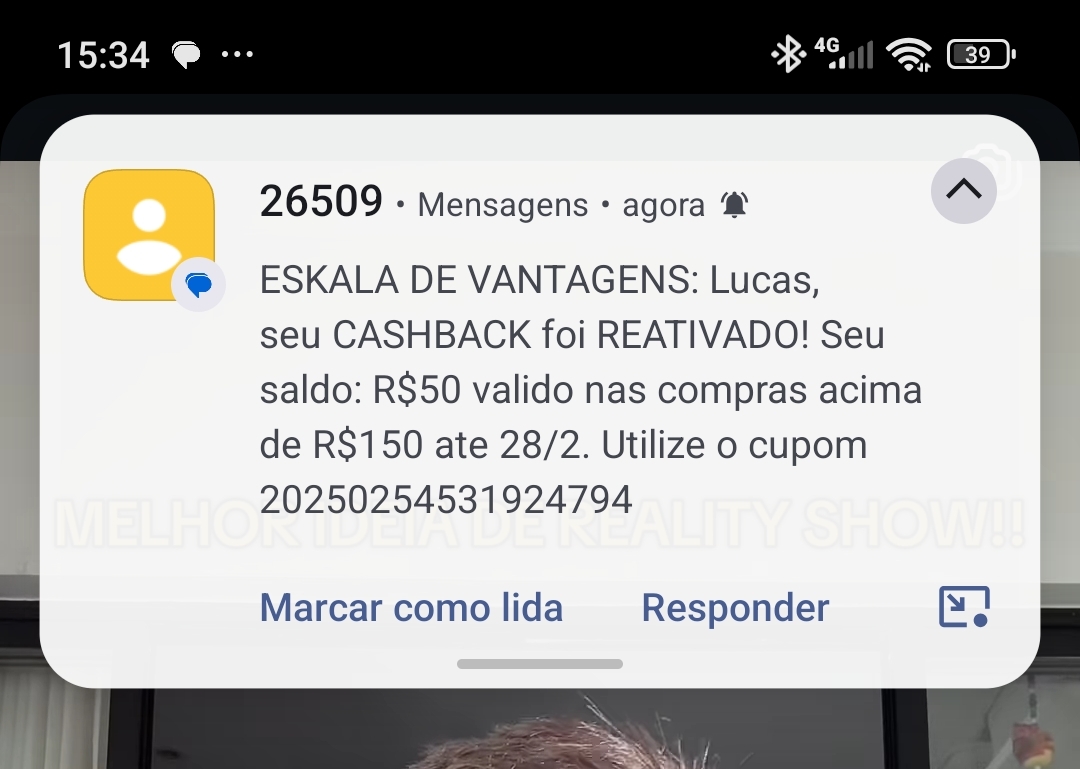 15:34
4G
39
26509 • Mensagens • agora
ESKALA DE VANTAGENS: Lucas,
seu CASHBACK foi REATIVADO! Seu
saldo: R$50 valido nas compras acima
de R$150 ate 28/2. Utilize o cupom
20250254531924794
MELHOR IDEIA DE REALITY SHOW!!
Marcar como lida Responder